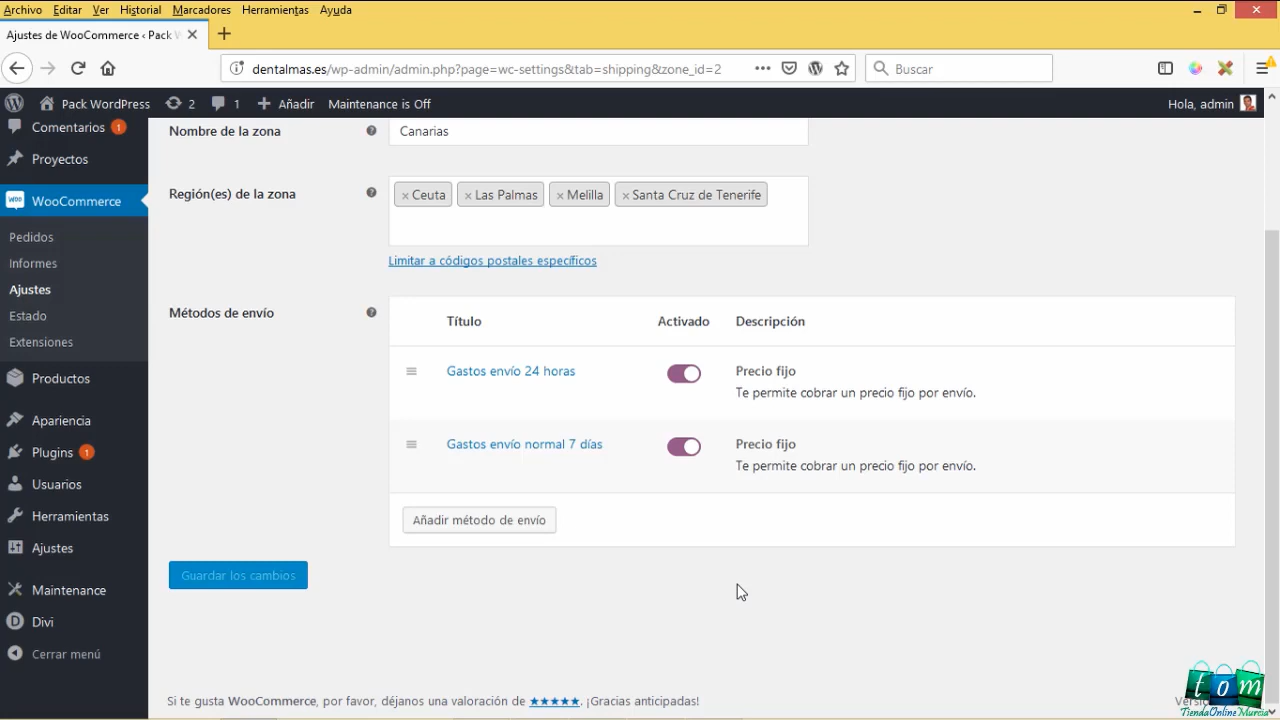 Archivo Editar Ver Historial Marcadores Herramientas Ayuda
Ajustes de WooCommerce ‹ Pack W
dentalmas.es/wp-admin/admin.php?page=wc-settings&tab=shipping&zone_id=2
Buscar
Pack WordPress 2 1 Añadir Maintenance is Off Hola, admin
Comentarios 1
Proyectos
WooCommerce
Pedidos
Informes
Ajustes
Estado
Extensiones
Productos
Apariencia
Plugins 1
Usuarios
Herramientas
Ajustes
Maintenance
Divi
Cerrar menú
Nombre de la zona Canarias
Región(es) de la zona × Ceuta × Las Palmas × Melilla × Santa Cruz de Tenerife
Limitar a códigos postales específicos
Métodos de envío
Título Activado Descripción
Gastos envío 24 horas Precio fijo
Te permite cobrar un precio fijo por envío.
Gastos envío normal 7 días Precio fijo
Te permite cobrar un precio fijo por envío.
Añadir método de envío
Guardar los cambios
Si te gusta WooCommerce, por favor, déjanos una valoración de ★★★★★. ¡Gracias anticipadas!
tom
TiendaOnlineMurcia